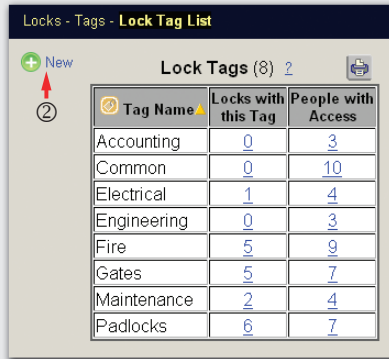 Locks - Tags - Lock Tag List
New
Lock Tags (8) ?
②
Tag Name Locks with this Tag People with Access
Accounting 0 3
Common 0 10
Electrical 1 4
Engineering 0 3
Fire 5 9
Gates 5 7
Maintenance 2 4
Padlocks 6 7